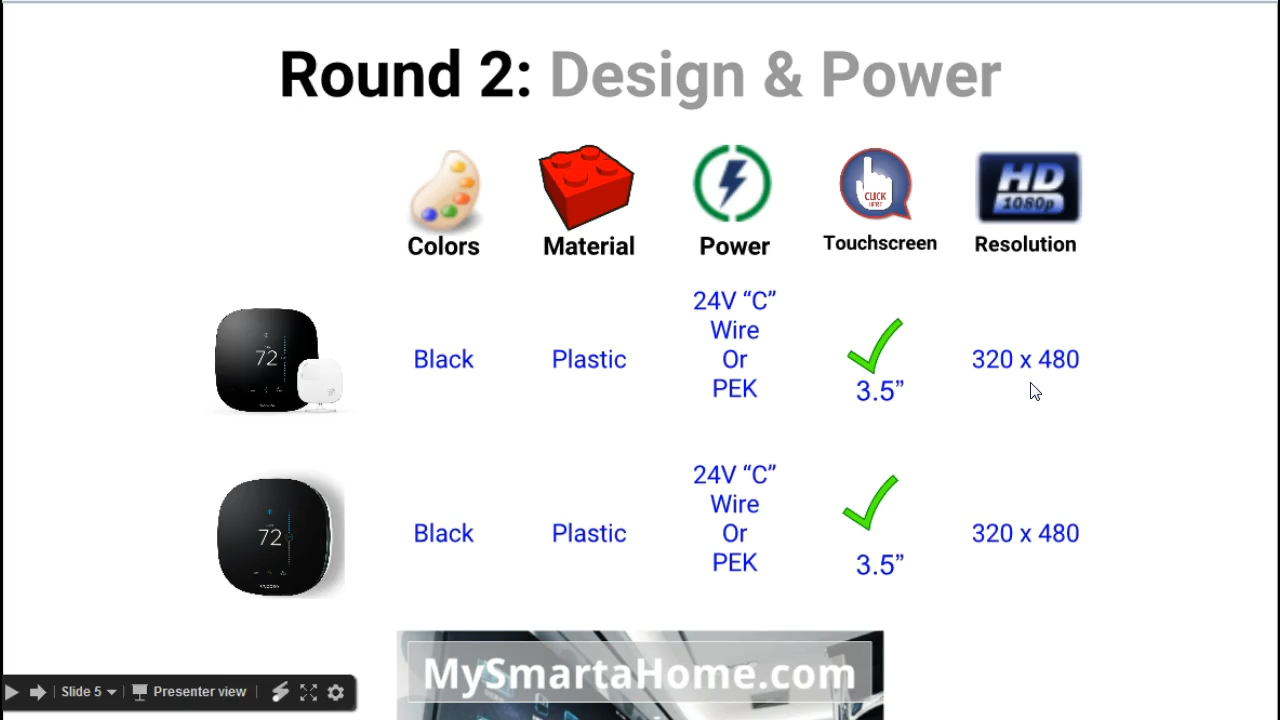 Round 2: Design & Power
CLICK
HERE
HD
1080p
Colors
Material
Power
Touchscreen
Resolution
72
Black
Plastic
24V “C”
Wire
Or
PEK
3.5”
320 x 480
72
Black
Plastic
24V “C”
Wire
Or
PEK
3.5”
320 x 480
MySmartaHome.com
Slide 5
Presenter view